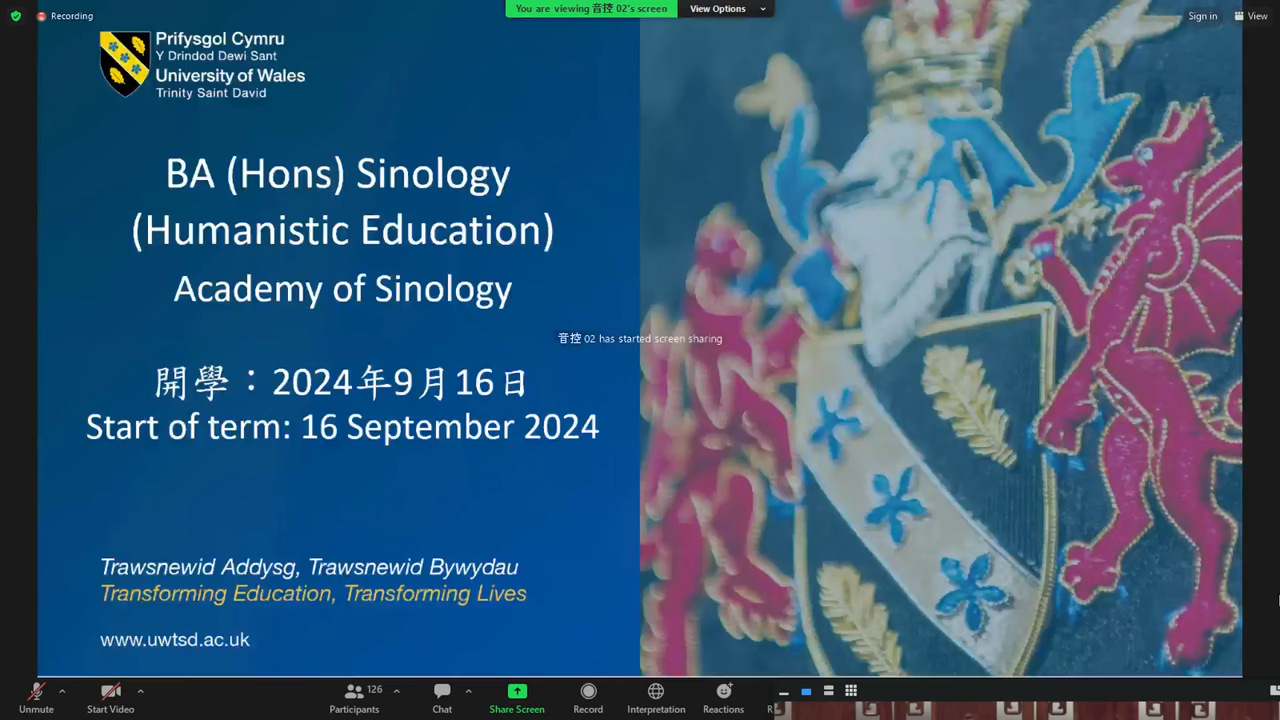 Recording
You are viewing 音控 02's screen
View Options
Sign in
View
Prifysgol Cymru
Y Drindod Dewi Sant
University of Wales
Trinity Saint David
BA (Hons) Sinology
(Humanistic Education)
Academy of Sinology
音控 02 has started screen sharing
開學：2024年9月16日
Start of term: 16 September 2024
Trawsnewid Addysg, Trawsnewid Bywydau
Transforming Education, Transforming Lives
www.uwtsd.ac.uk
Unmute
Start Video
Participants
126
Chat
Share Screen
Record
Interpretation
Reactions